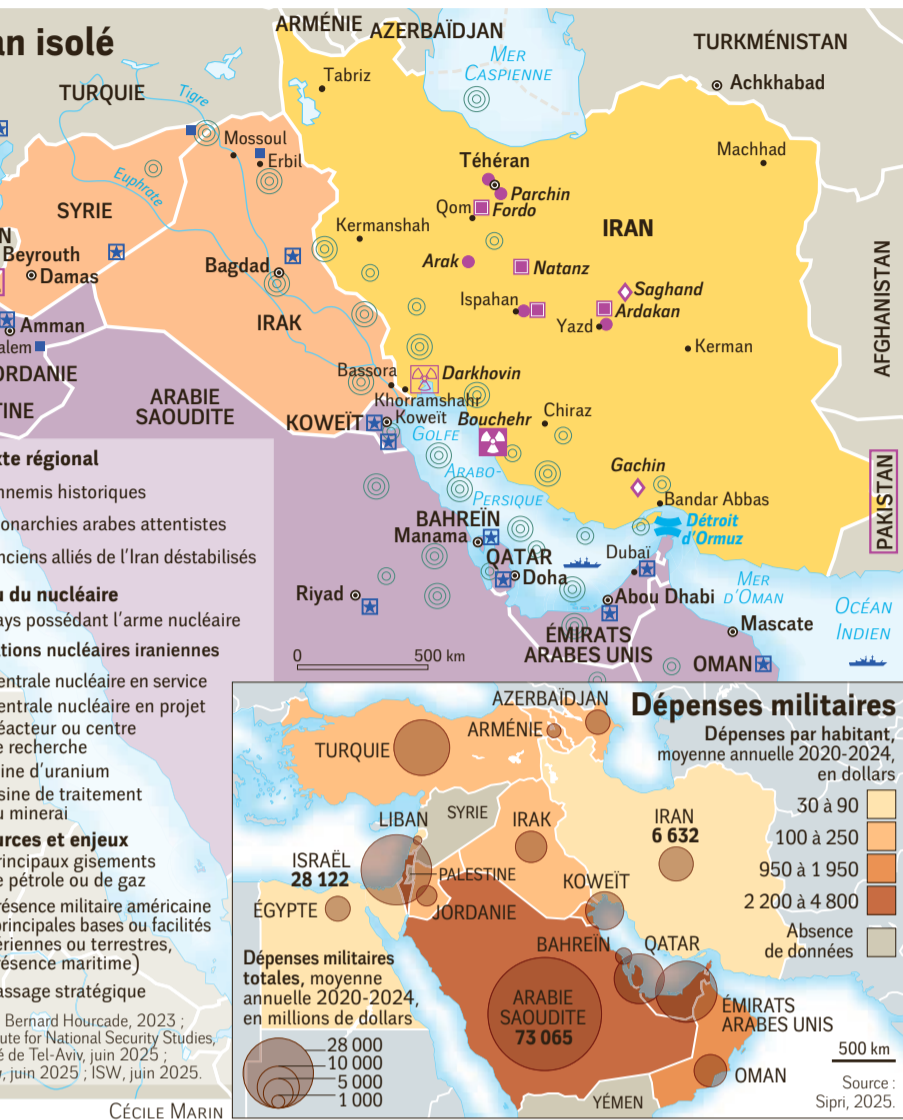 an isolé
ARMÉNIE
AZERBAÏDJAN
TURKMÉNISTAN
MER
CASPIENNE
TURQUIE
Tigre
Tabriz
Achkhabad
Mossoul
Erbil
Machhad
Euphrate
Téhéran
Parchin
Qom
Fordo
SYRIE
IRAN
Kermanshah
N
Beyrouth
Damas
Bagdad
Arak
Natanz
AFGHANISTAN
Saghand
Ispahan
Ardakan
Yazd
IRAK
Amman
alem
Kerman
ORDANIE
Bassora
Darkhovin
TINE
ARABIE
SAOUDITE
Khorramshahr
KOWEÏT
Koweït
Bouchehr
Chiraz
GOLFE
ARABO-
PERSIQUE
Gachin
PAKISTAN
Bandar Abbas
Détroit
d'Ormuz
BAHREÏN
Manama
QATAR
Doha
Dubaï
Riyad
Abou Dhabi
MER
D'OMAN
OCÉAN
INDIEN
Mascate
ÉMIRATS
ARABES UNIS
OMAN
0 500 km
xte régional
nnemis historiques
onarchies arabes attentistes
nciens alliés de l'Iran déstabilisés
u du nucléaire
ays possédant l'arme nucléaire
ations nucléaires iraniennes
entrale nucléaire en service
entrale nucléaire en projet
éacteur ou centre
e recherche
ine d'uranium
sine de traitement
u minerai
urces et enjeux
rincipaux gisements
e pétrole ou de gaz
résence militaire américaine
principales bases ou facilités
ériennes ou terrestres,
résence maritime)
assage stratégique
Bernard Hourcade, 2023 ;
ute for National Security Studies,
é de Tel-Aviv, juin 2025 ;
, juin 2025 ; ISW, juin 2025.
CÉCILE MARIN
Dépenses militaires
Dépenses par habitant,
moyenne annuelle 2020-2024,
en dollars
30 à 90
100 à 250
950 à 1 950
2 200 à 4 800
Absence
de données
AZERBAÏDJAN
ARMÉNIE
TURQUIE
LIBAN
SYRIE
IRAK
IRAN
6 632
ISRAËL
28 122
PALESTINE
KOWEÏT
ÉGYPTE
JORDANIE
BAHREÏN
QATAR
Dépenses militaires
totales, moyenne
annuelle 2020-2024,
en millions de dollars
28 000
10 000
5 000
1 000
ARABIE
SAOUDITE
73 065
ÉMIRATS
ARABES UNIS
OMAN
YÉMEN
500 km
Source :
Sipri, 2025.